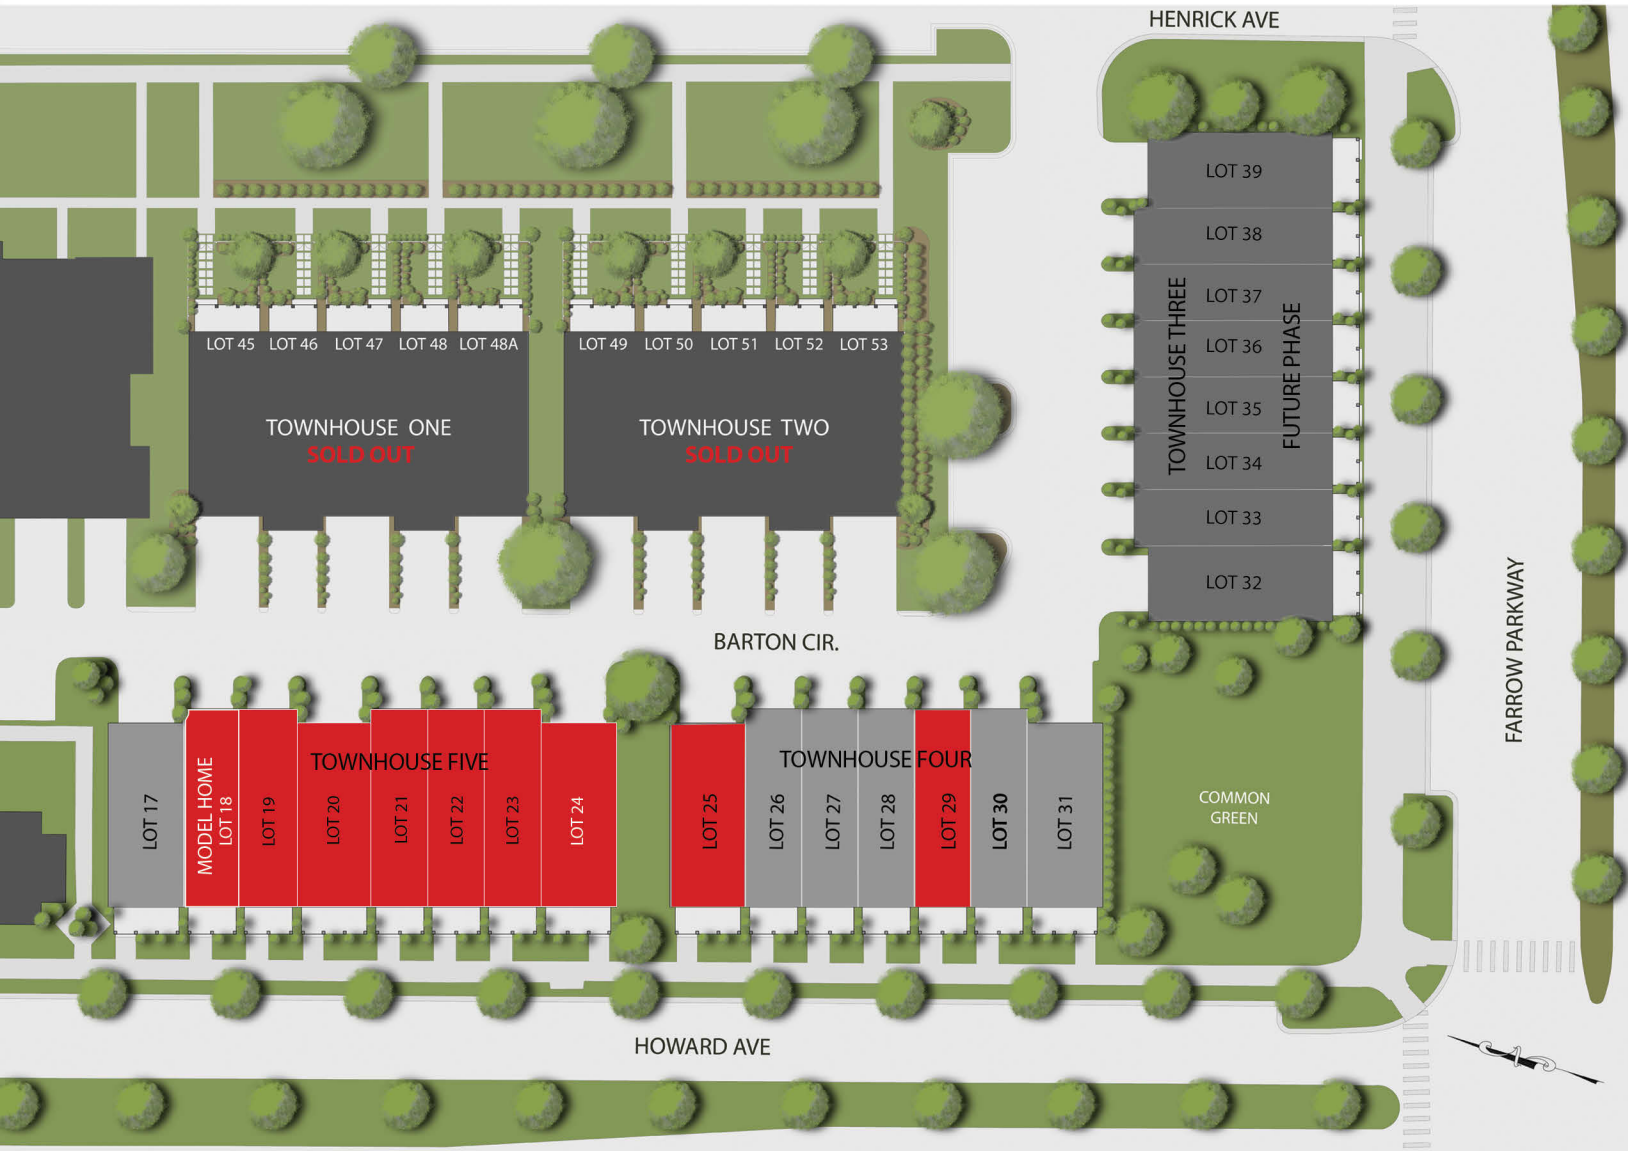 HENRICK AVE
LOT 39
LOT 38
LOT 37
LOT 36
LOT 35
LOT 34
LOT 33
LOT 32
TOWNHOUSE THREE
FUTURE PHASE
LOT 45 LOT 46 LOT 47 LOT 48 LOT 48A
TOWNHOUSE ONE
SOLD OUT
LOT 49 LOT 50 LOT 51 LOT 52 LOT 53
TOWNHOUSE TWO
SOLD OUT
FARROW PARKWAY
BARTON CIR.
TOWNHOUSE FIVE
LOT 17
MODEL HOME
LOT 18
LOT 19
LOT 20
LOT 21
LOT 22
LOT 23
LOT 24
TOWNHOUSE FOUR
LOT 25
LOT 26
LOT 27
LOT 28
LOT 29
LOT 30
LOT 31
COMMON
GREEN
HOWARD AVE